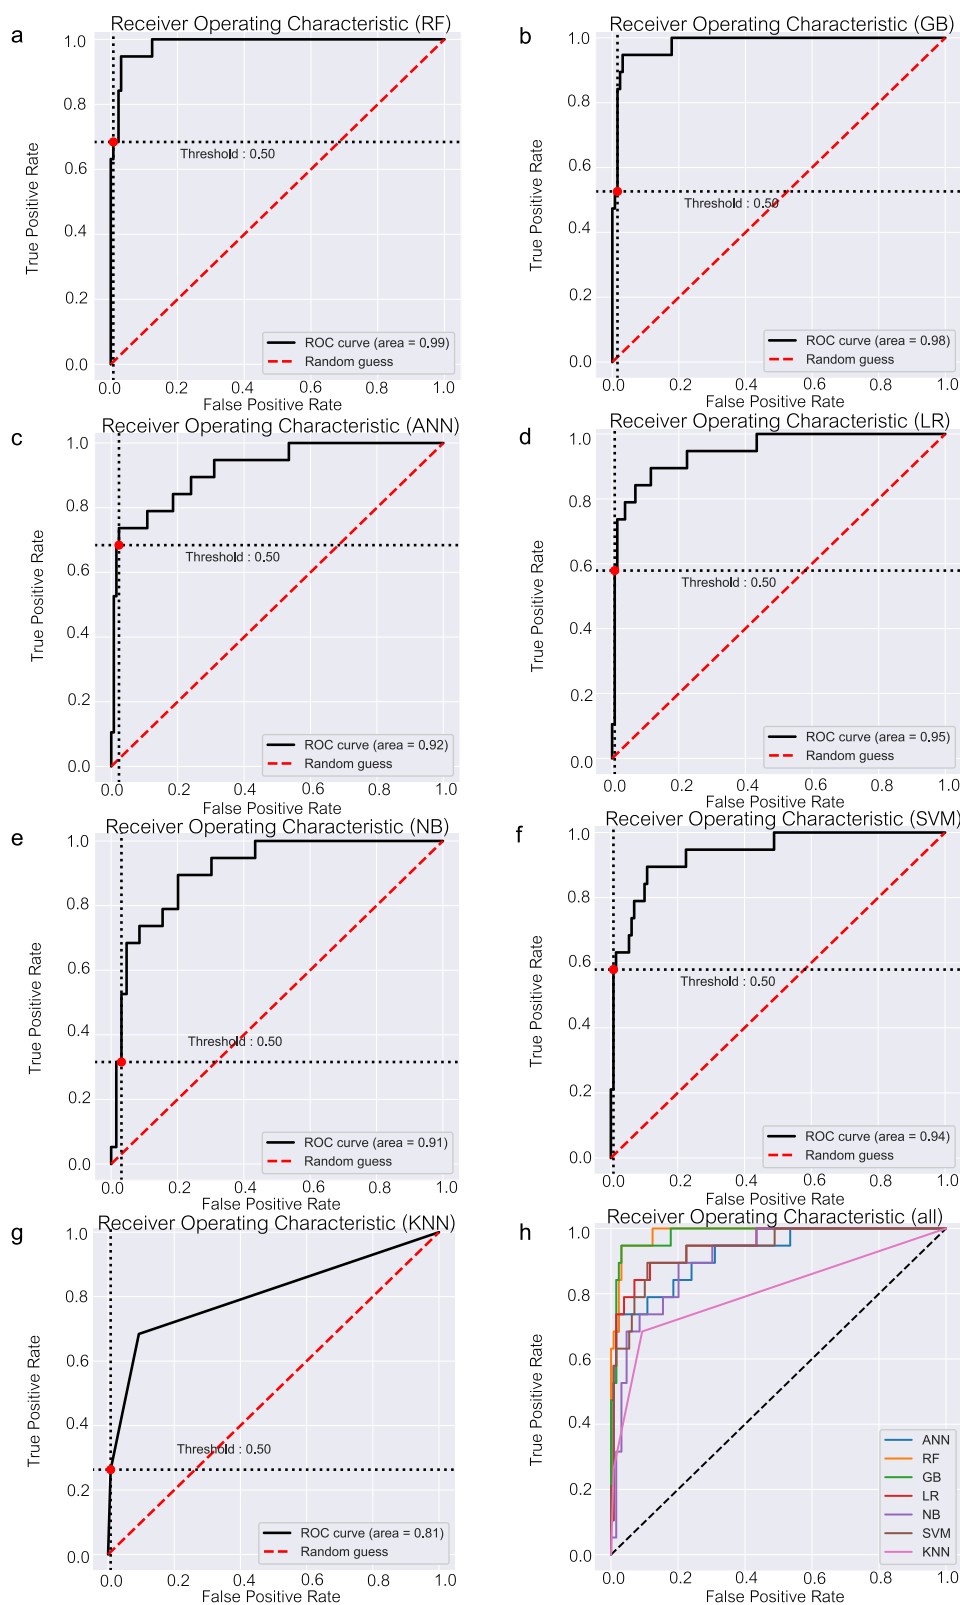 a
Receiver Operating Characteristic (RF)
True Positive Rate
1.0
0.8
0.6
0.4
0.2
0.0
Threshold : 0.50
ROC curve (area = 0.99)
Random guess
0.0 0.2 0.4 0.6 0.8 1.0
False Positive Rate
b
Receiver Operating Characteristic (GB)
True Positive Rate
1.0
0.8
0.6
0.4
0.2
0.0
Threshold : 0.50
ROC curve (area = 0.98)
Random guess
0.0 0.2 0.4 0.6 0.8 1.0
False Positive Rate
c
Receiver Operating Characteristic (ANN)
True Positive Rate
1.0
0.8
0.6
0.4
0.2
0.0
Threshold : 0.50
ROC curve (area = 0.92)
Random guess
0.0 0.2 0.4 0.6 0.8 1.0
False Positive Rate
d
Receiver Operating Characteristic (LR)
True Positive Rate
1.0
0.8
0.6
0.4
0.2
0.0
Threshold : 0.50
ROC curve (area = 0.95)
Random guess
0.0 0.2 0.4 0.6 0.8 1.0
False Positive Rate
e
Receiver Operating Characteristic (NB)
True Positive Rate
1.0
0.8
0.6
0.4
0.2
0.0
Threshold : 0.50
ROC curve (area = 0.91)
Random guess
0.0 0.2 0.4 0.6 0.8 1.0
False Positive Rate
f
Receiver Operating Characteristic (SVM)
True Positive Rate
1.0
0.8
0.6
0.4
0.2
0.0
Threshold : 0.50
ROC curve (area = 0.94)
Random guess
0.0 0.2 0.4 0.6 0.8 1.0
False Positive Rate
g
Receiver Operating Characteristic (KNN)
True Positive Rate
1.0
0.8
0.6
0.4
0.2
0.0
Threshold : 0.50
ROC curve (area = 0.81)
Random guess
0.0 0.2 0.4 0.6 0.8 1.0
False Positive Rate
h
Receiver Operating Characteristic (all)
True Positive Rate
1.0
0.8
0.6
0.4
0.2
0.0
ANN
RF
GB
LR
NB
SVM
KNN
0.0 0.2 0.4 0.6 0.8 1.0
False Positive Rate